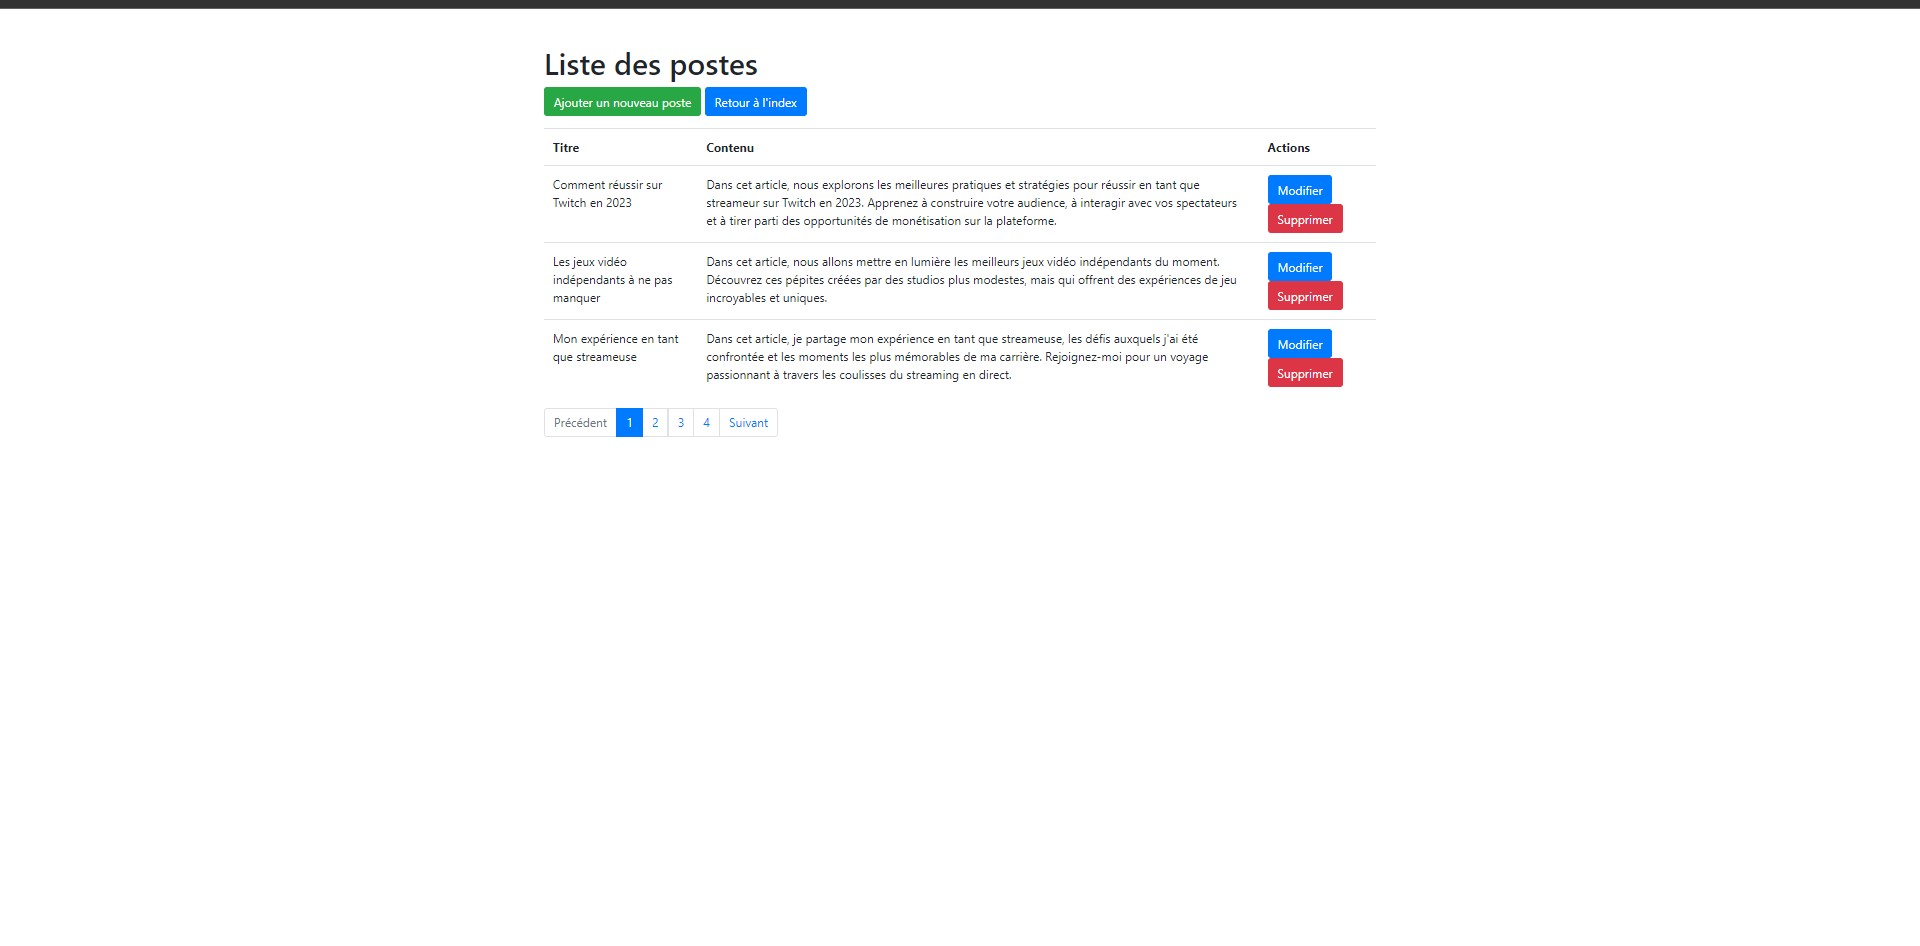 Liste des postes
Ajouter un nouveau poste Retour à l'index
Titre Contenu Actions
Comment réussir sur
Twitch en 2023
Dans cet article, nous explorons les meilleures pratiques et stratégies pour réussir en tant que
streameur sur Twitch en 2023. Apprenez à construire votre audience, à interagir avec vos spectateurs
et à tirer parti des opportunités de monétisation sur la plateforme.
Modifier
Supprimer
Les jeux vidéo
indépendants à ne pas
manquer
Dans cet article, nous allons mettre en lumière les meilleurs jeux vidéo indépendants du moment.
Découvrez ces pépites créées par des studios plus modestes, mais qui offrent des expériences de jeu
incroyables et uniques.
Modifier
Supprimer
Mon expérience en tant
que streameuse
Dans cet article, je partage mon expérience en tant que streameuse, les défis auxquels j'ai été
confrontée et les moments les plus mémorables de ma carrière. Rejoignez-moi pour un voyage
passionnant à travers les coulisses du streaming en direct.
Modifier
Supprimer
Précédent 1 2 3 4 Suivant